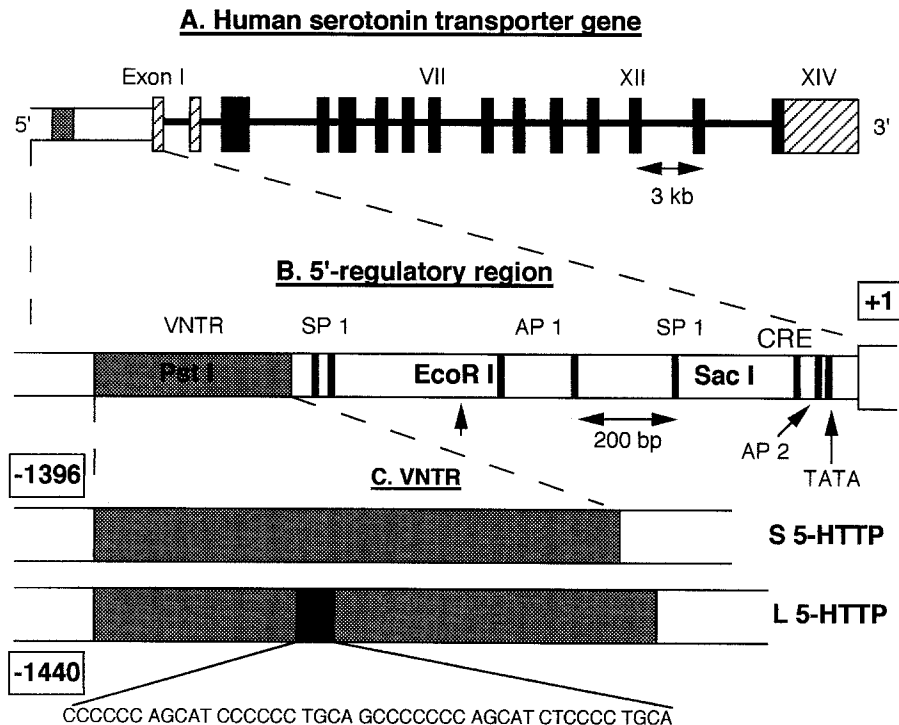 A. Human serotonin transporter gene
Exon I VII XII XIV
5' 3'
3 kb
B. 5'-regulatory region
+1
VNTR SP 1 AP 1 SP 1 CRE
Pst I EcoR I Sac I
200 bp
AP 2
TATA
-1396
C. VNTR
S 5-HTTP
L 5-HTTP
-1440
CCCCCC AGCAT CCCCCC TGCA GCCCCCCC AGCAT CTCCCC TGCA